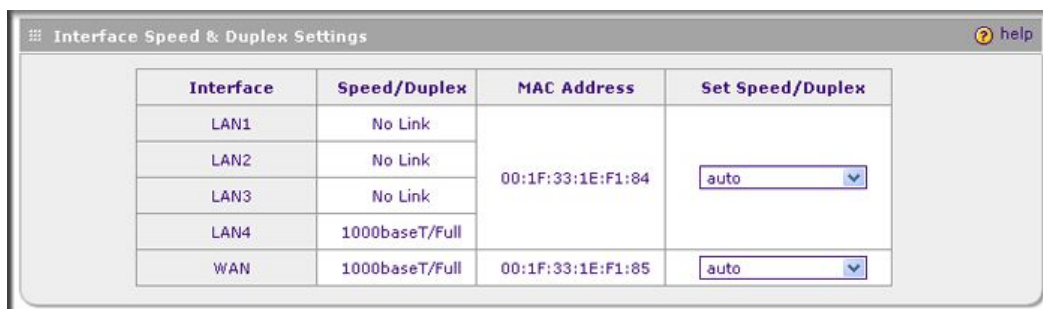 Interface Speed & Duplex Settings
? help
Interface Speed/Duplex MAC Address Set Speed/Duplex
LAN1 No Link
LAN2 No Link
00:1F:33:1E:F1:84 auto
LAN3 No Link
LAN4 1000baseT/Full
WAN 1000baseT/Full 00:1F:33:1E:F1:85 auto